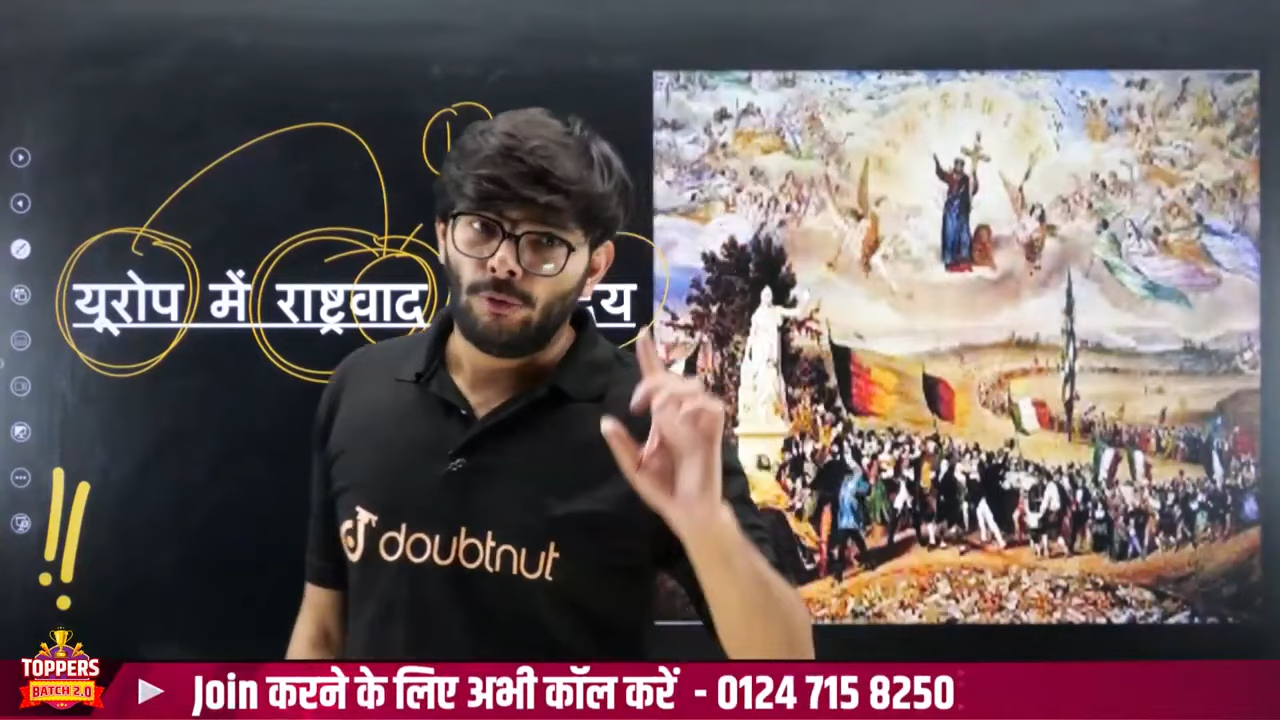 यूरोप में राष्ट्रवाद
doubtnut
TOPPERS
BATCH 2.0
Join करने के लिए अभी कॉल करें - 0124 715 8250